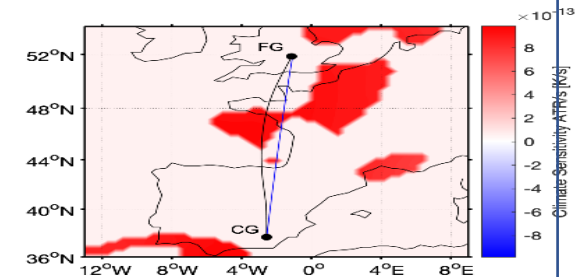 ×10⁻¹³
52°N
48°N
44°N
40°N
36°N
FG
CG
12°W 8°W 4°W 0° 4°E 8°E
8
6
4
2
0
-2
-4
-6
-8
Climate Sensitivity ATR/s [K/s]